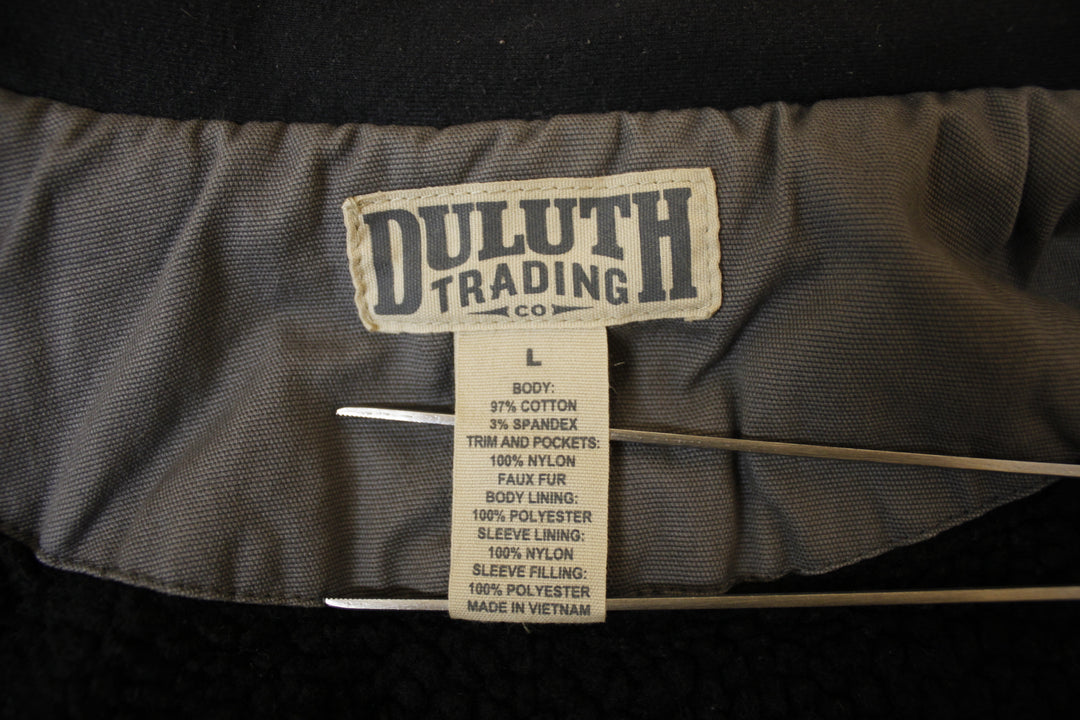 DULUTH
TRADING
CO
L
BODY:
97% COTTON
3% SPANDEX
TRIM AND POCKETS:
100% NYLON
FAUX FUR
BODY LINING:
100% POLYESTER
SLEEVE LINING:
100% NYLON
SLEEVE FILLING:
100% POLYESTER
MADE IN VIETNAM